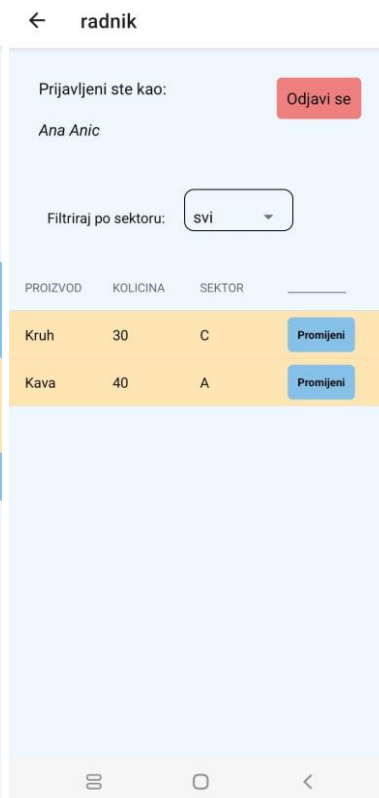 radnik
Prijavljeni ste kao:
Odjavi se
Ana Anic
Filtriraj po sektoru: svi
PROIZVOD KOLICINA SEKTOR
Kruh 30 C Promijeni
Kava 40 A Promijeni